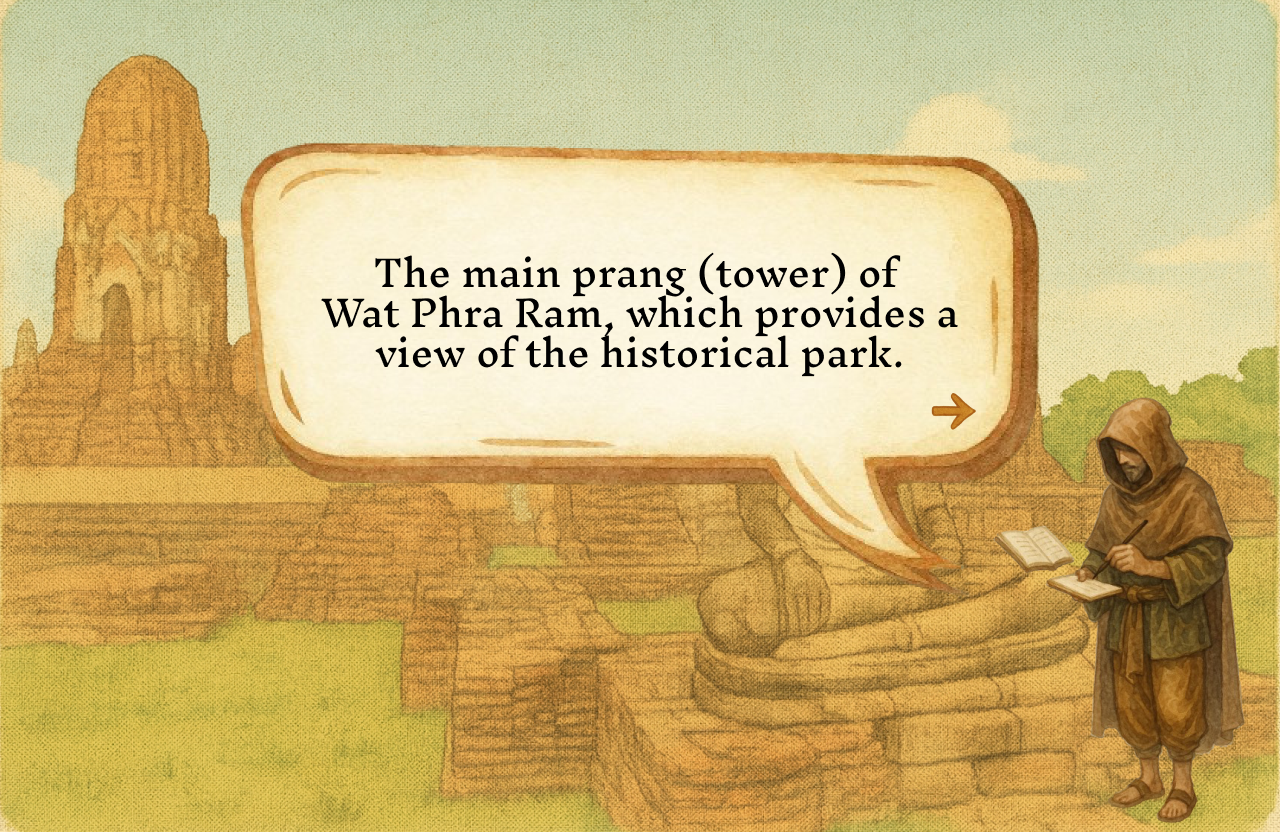 The main prang (tower) of
Wat Phra Ram, which provides a
view of the historical park.